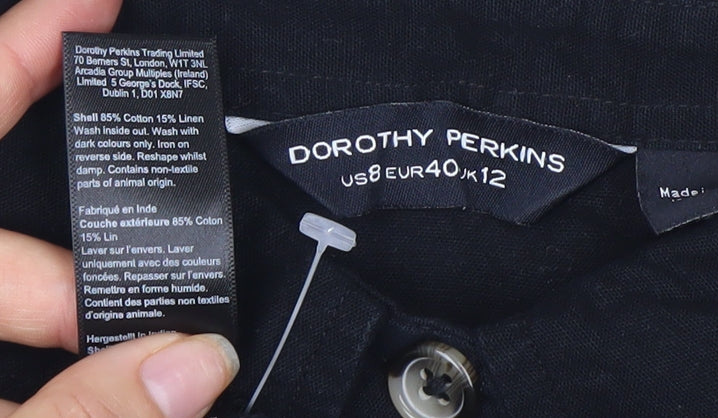 Dorothy Perkins Trading Limited
70 Berners St, London, W1T 3NL
Arcadia Group Multiples (Ireland)
Limited 5 George's Dock, IFSC,
Dublin 1, D01 X8N7
Shell 85% Cotton 15% Linen
Wash inside out. Wash with
dark colours only. Iron on
reverse side. Reshape whilst
damp. Contains non-textile
parts of animal origin.
Fabriqué en Inde
Couche extérieure 85% Coton
15% Lin
Laver sur l'envers. Laver
uniquement avec des couleurs
foncées. Repasser sur l'envers.
Remettre en forme humide.
Contient des parties non textiles
d'origine animale.
Hergestellt in
DOROTHY PERKINS
US8 EUR40 UK12
Made